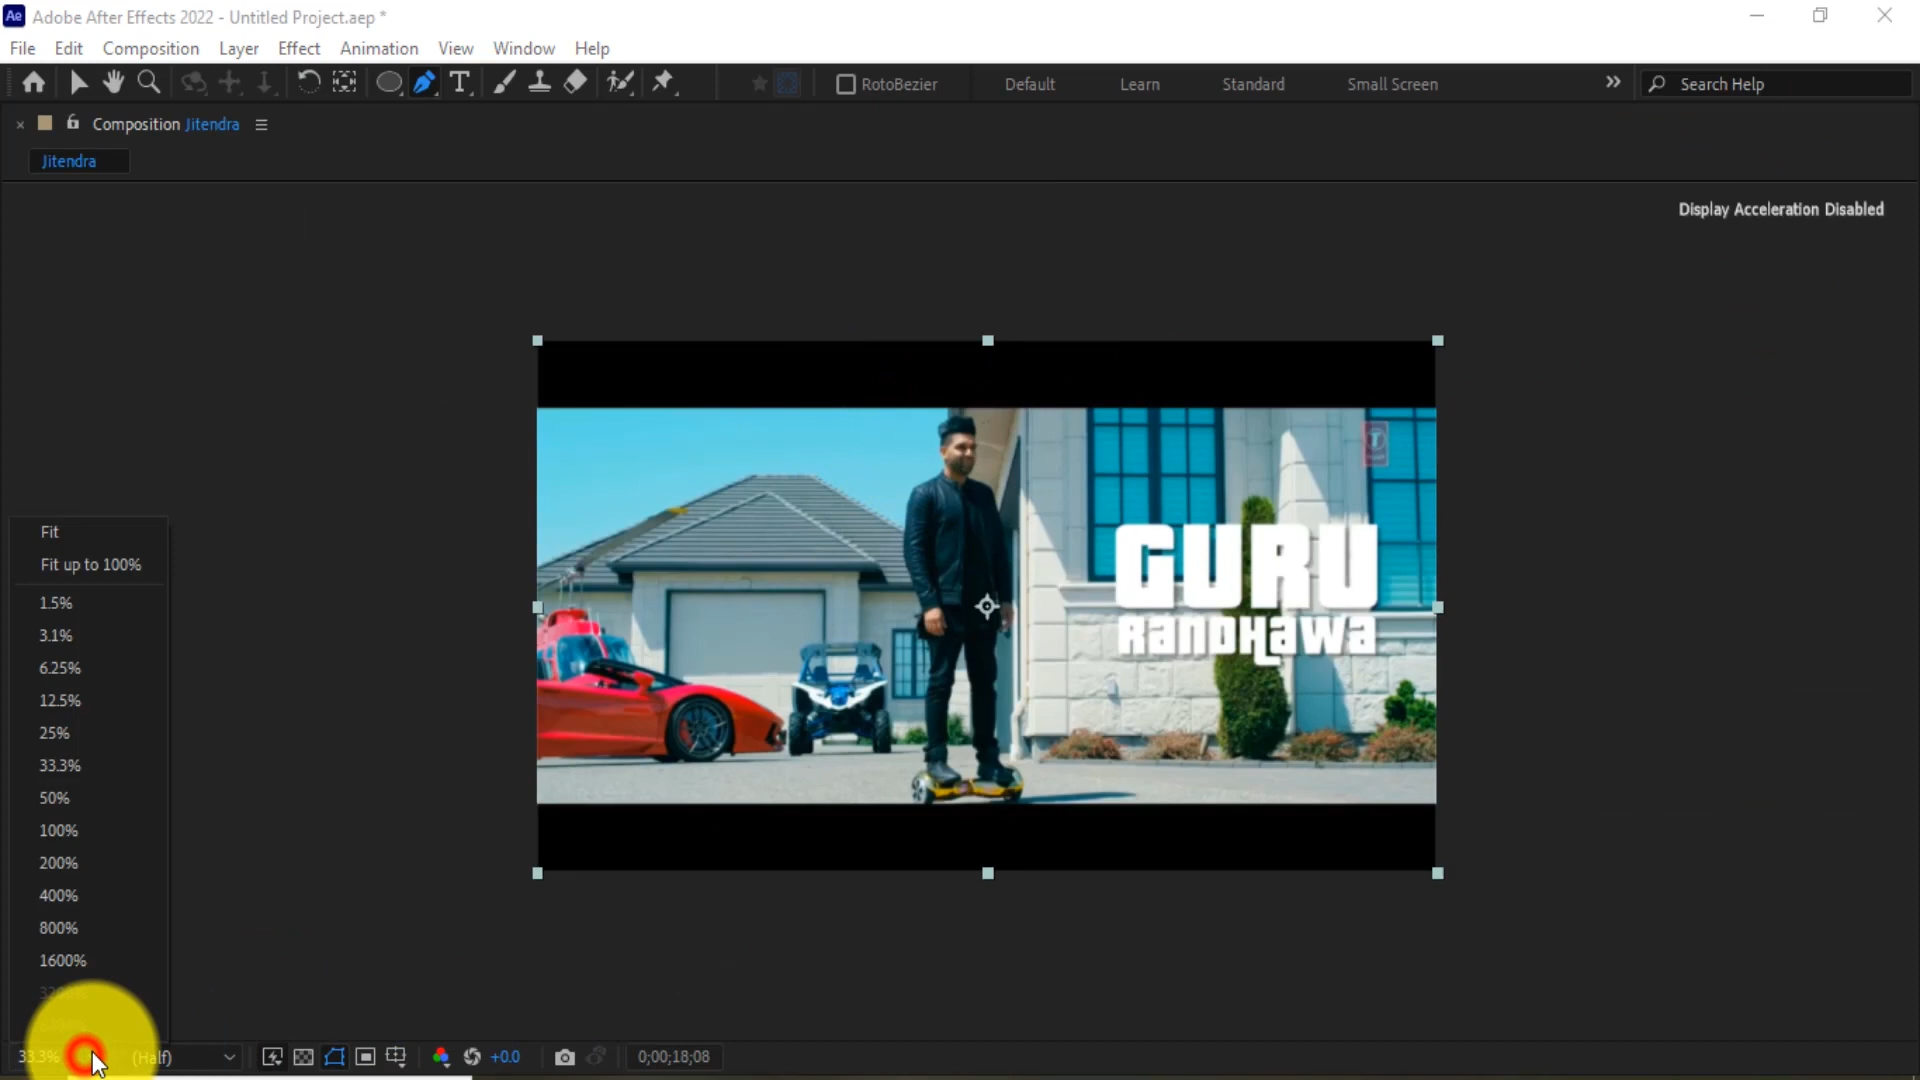 Ae Adobe After Effects 2022 - Untitled Project.aep *
File Edit Composition Layer Effect Animation View Window Help
T RotoBezier Default Learn Standard Small Screen Search Help
Composition Jitendra
Jitendra
Display Acceleration Disabled
T
GURU
RANDHAWA
Fit
Fit up to 100%
1.5%
3.1%
6.25%
12.5%
25%
33.3%
50%
100%
200%
400%
800%
1600%
33.3% (Half) +0.0 0;00;18;08